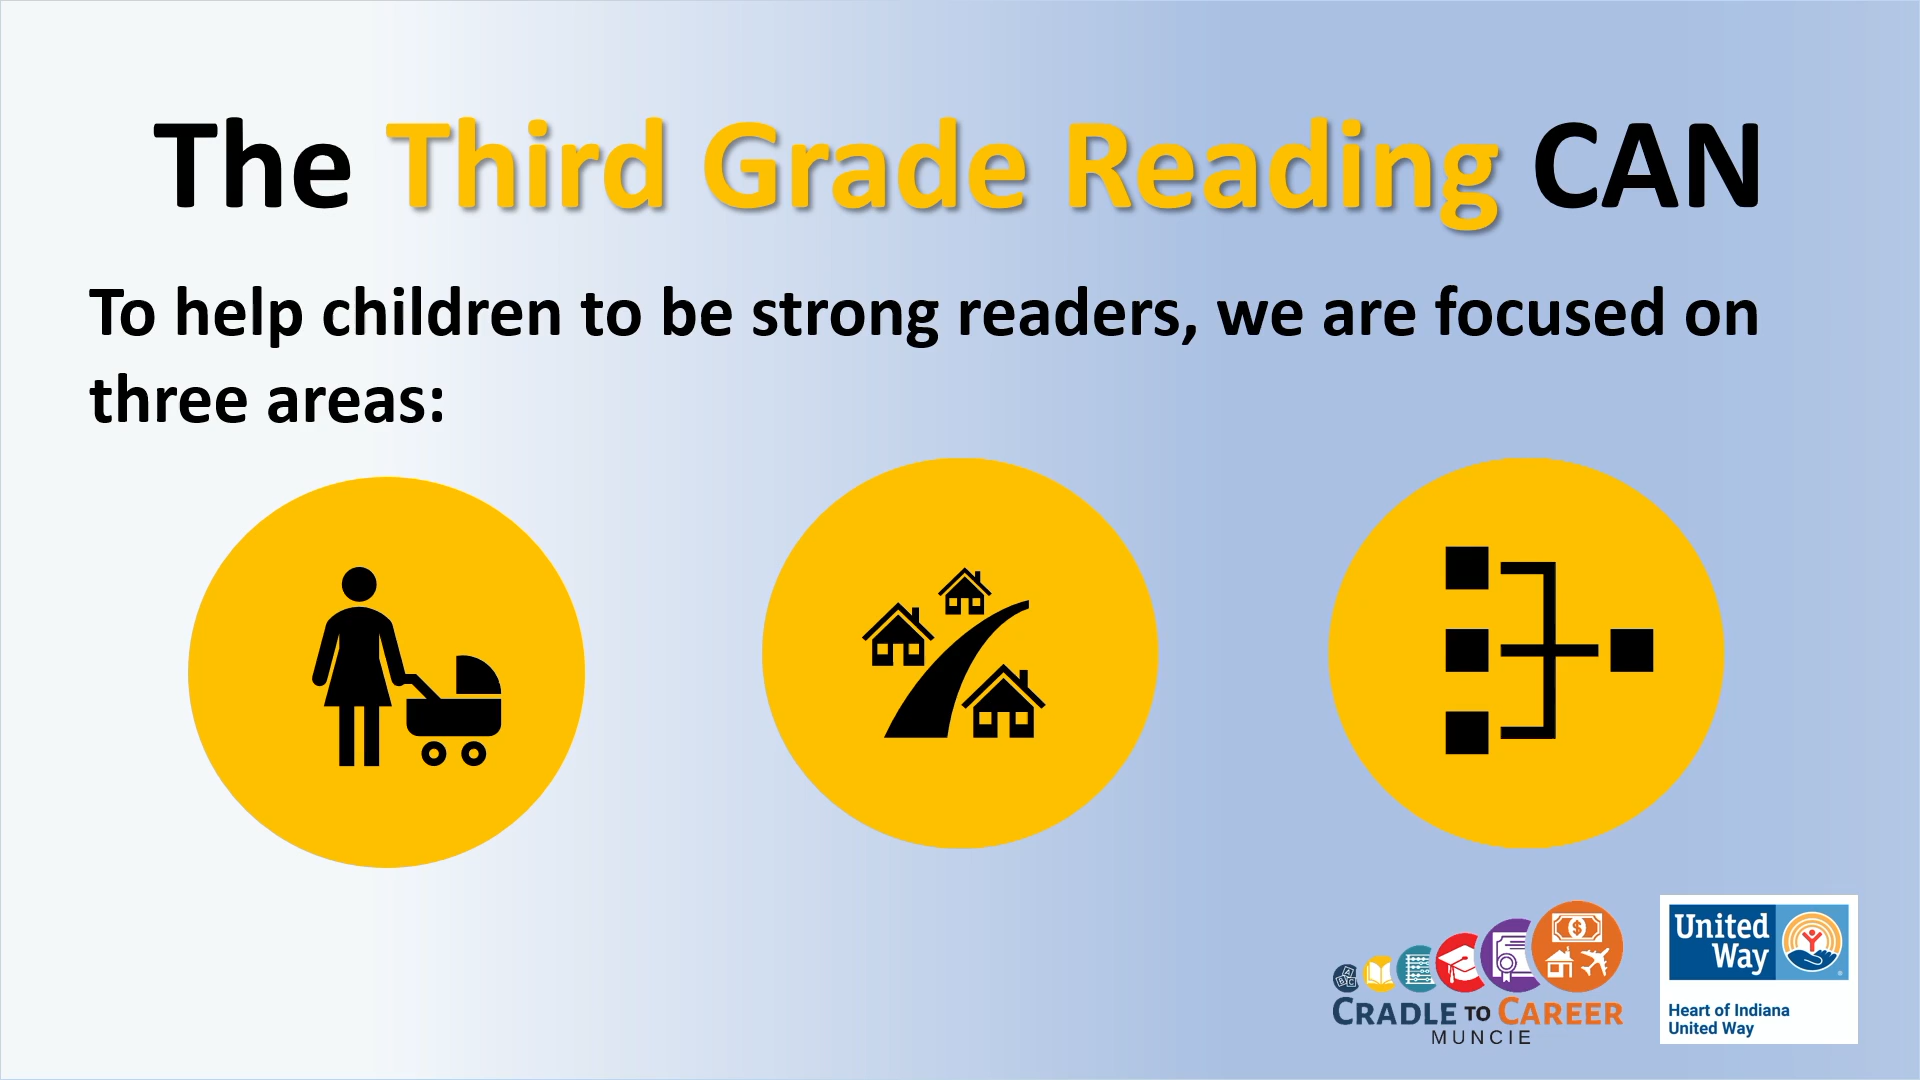 The Third Grade Reading CAN
To help children to be strong readers, we are focused on
three areas:
CRADLE TO CAREER
MUNCIE
United
Way
Heart of Indiana
United Way